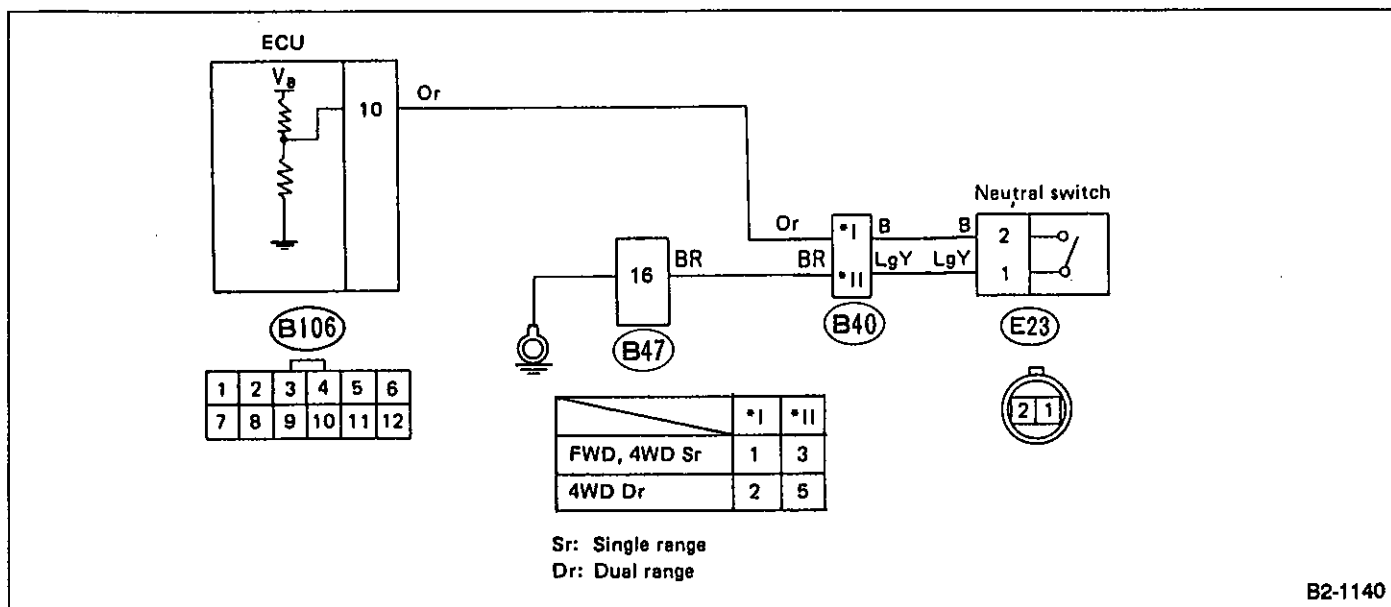 ECU
VB
10
Or
Neutral switch
Or
*I
B
B
2
16
BR
BR
*II
LgY
LgY
1
B106
B47
B40
E23
1 2 3 4 5 6
7 8 9 10 11 12
2 1
*I *II
FWD, 4WD Sr 1 3
4WD Dr 2 5
Sr: Single range
Dr: Dual range
B2-1140